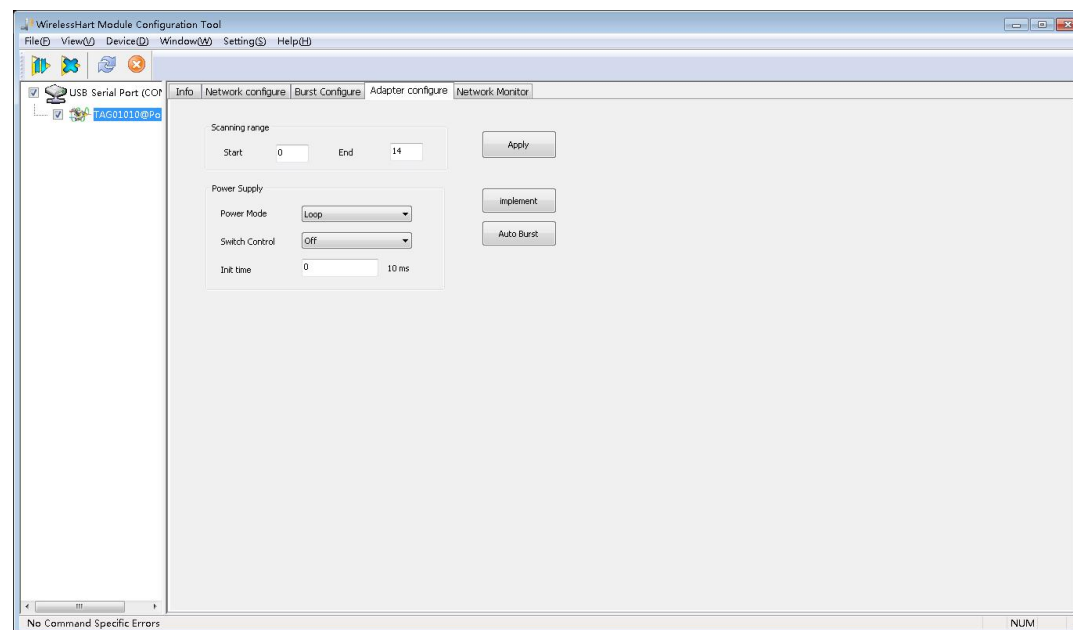 WirelessHart Module Configuration Tool
File(F) View(V) Device(D) Window(W) Setting(S) Help(H)
USB Serial Port (CO
TAG01010@Po
Info Network configure Burst Configure Adapter configure Network Monitor
Scanning range
Start 0 End 14
Apply
Power Supply
Power Mode Loop
implement
Switch Control Off
Auto Burst
Init time 0 10 ms
No Command Specific Errors NUM